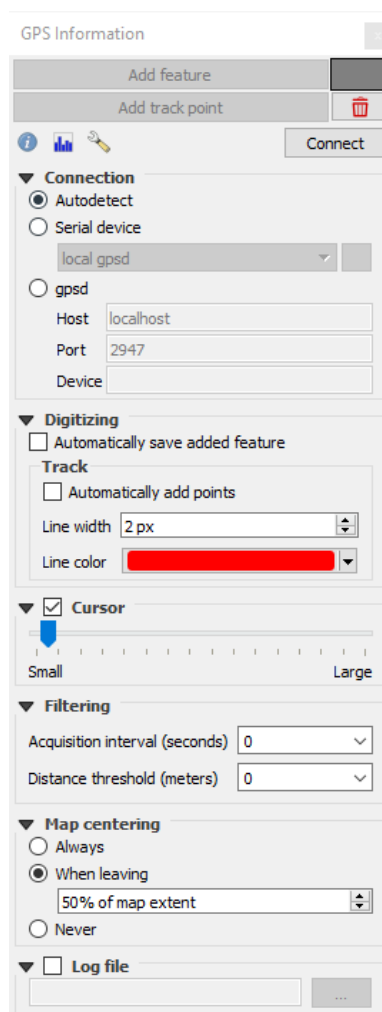 GPS Information
Add feature
Add track point
Connect
Connection
Autodetect
Serial device
local gpsd
gpsd
Host localhost
Port 2947
Device
Digitizing
Automatically save added feature
Track
Automatically add points
Line width 2 px
Line color
Cursor
Small Large
Filtering
Acquisition interval (seconds) 0
Distance threshold (meters) 0
Map centering
Always
When leaving
50% of map extent
Never
Log file
...